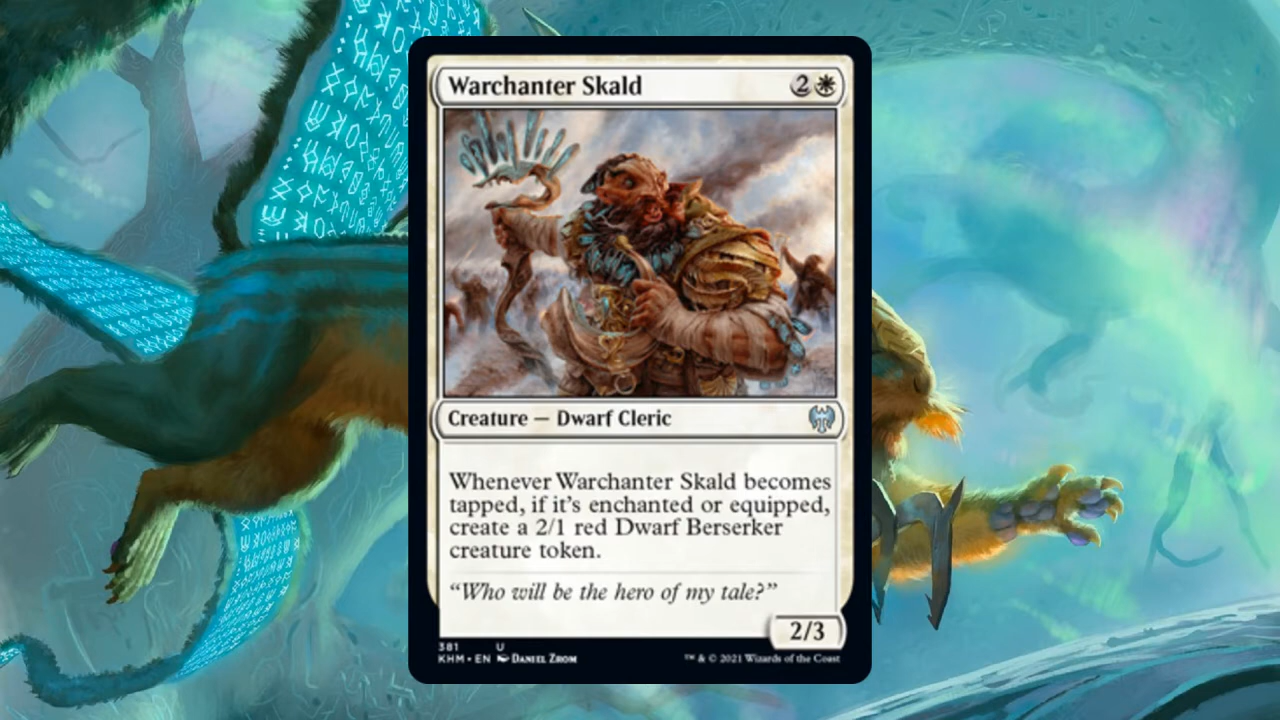 Warchanter Skald 2
Creature — Dwarf Cleric
Whenever Warchanter Skald becomes
tapped, if it's enchanted or equipped,
create a 2/1 red Dwarf Berserker
creature token.
“Who will be the hero of my tale?”
2/3
381 U
KHM • EN Daniel Zrom ™ & © 2021 Wizards of the Coast